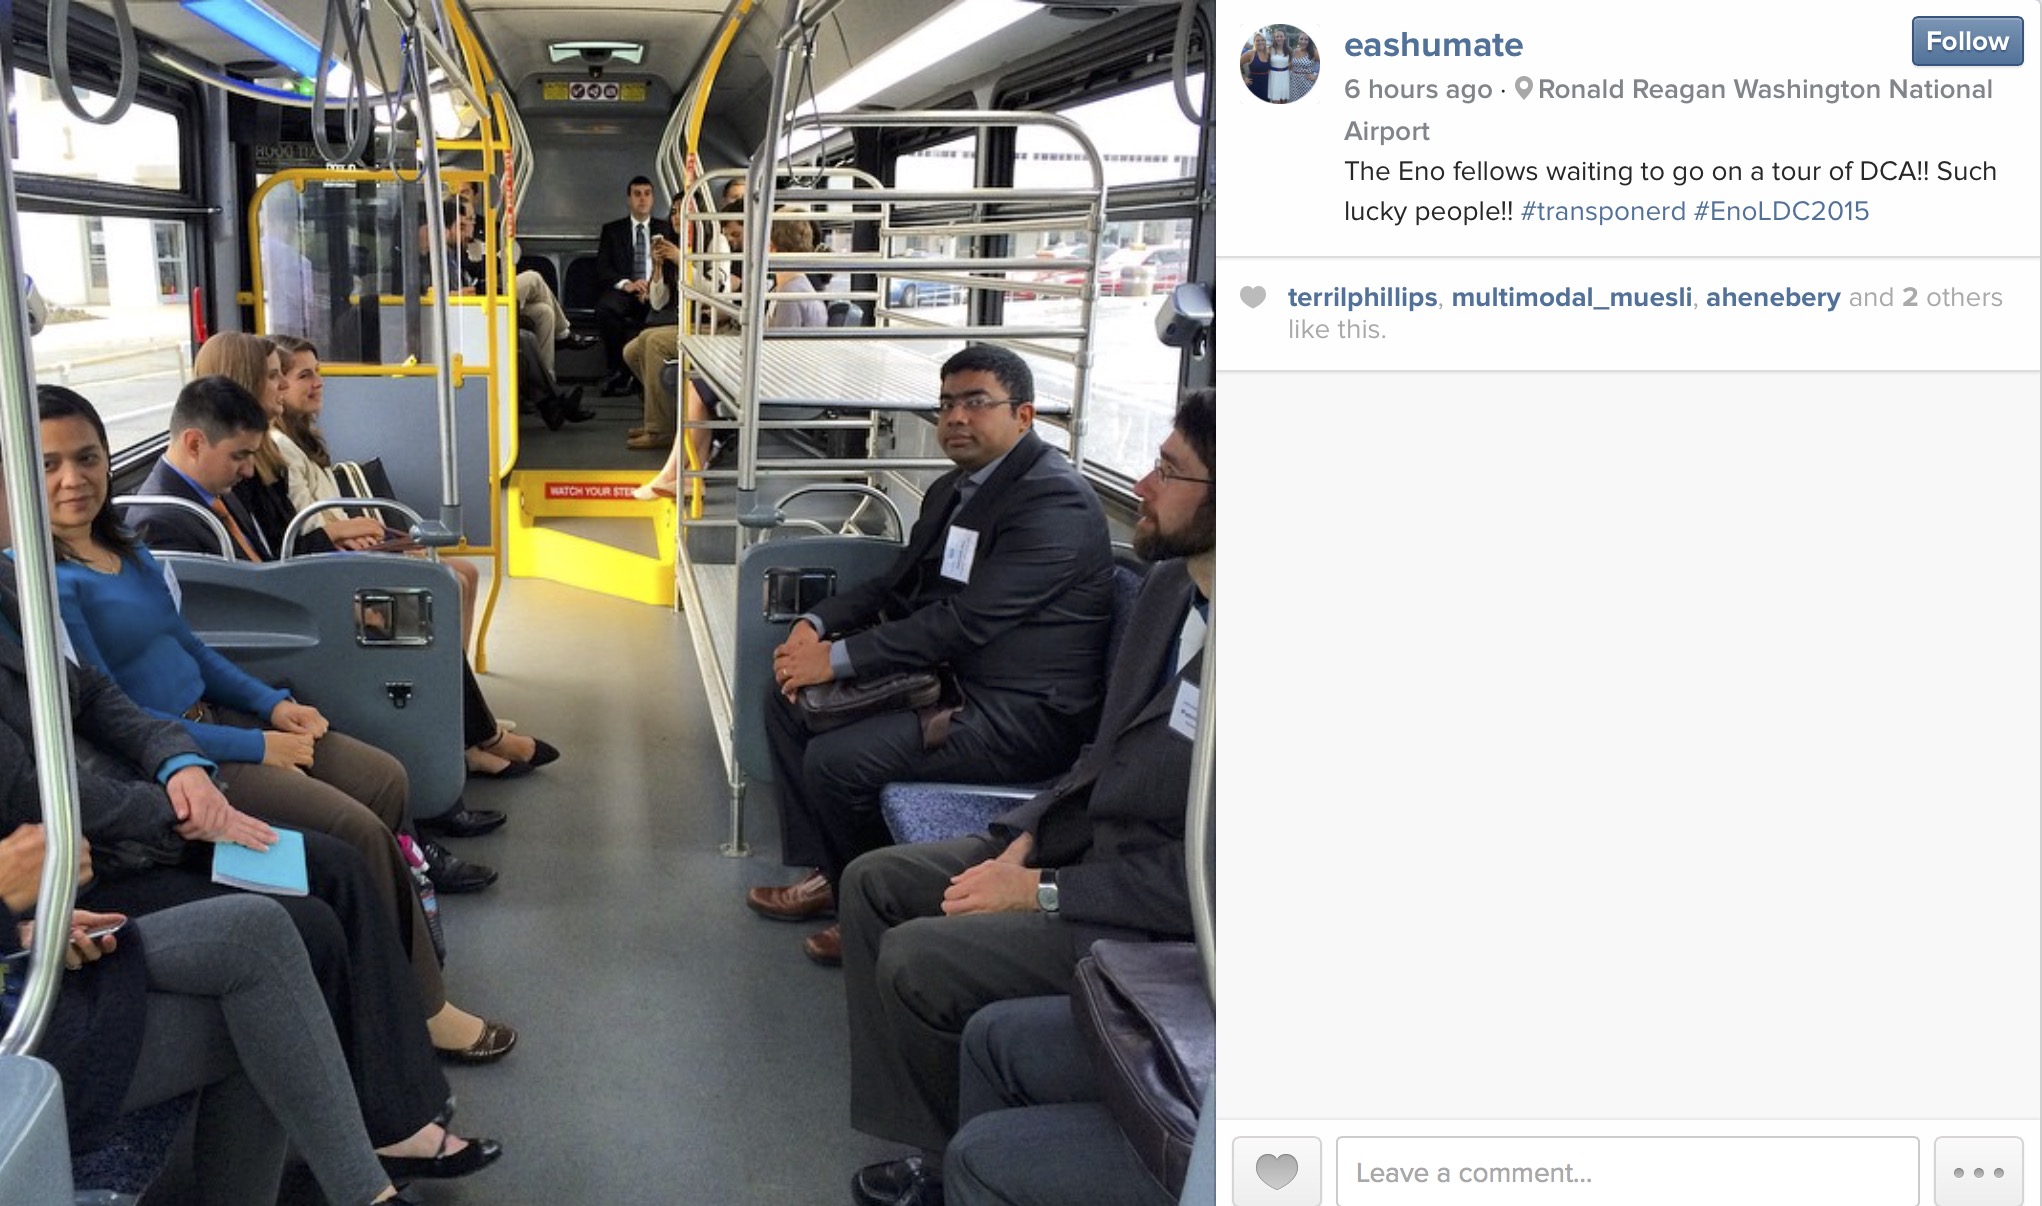 WATCH YOUR STEP
eashumate
Follow
6 hours ago · Ronald Reagan Washington National
Airport
The Eno fellows waiting to go on a tour of DCA!! Such
lucky people!! #transponerd #EnoLDC2015
terrilphillips, multimodal_muesli, ahenebery and 2 others
like this.
Leave a comment...